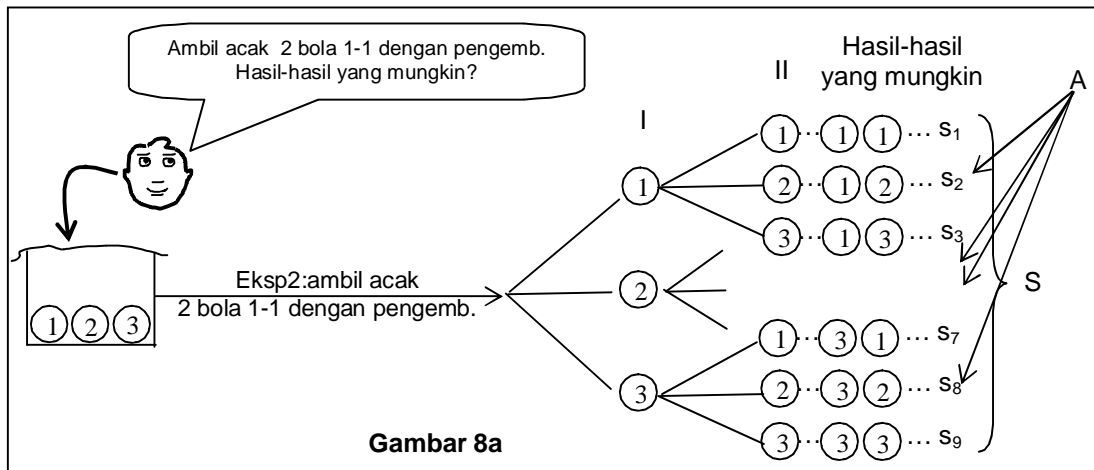 Ambil acak 2 bola 1-1 dengan pengemb.
Hasil-hasil yang mungkin?
Hasil-hasil
yang mungkin
I
II
A
1
1 ... 1 1 ... s₁
2 ... 1 2 ... s₂
3 ... 1 3 ... s₃
2
3
1 ... 3 1 ... s₇
2 ... 3 2 ... s₈
3 ... 3 3 ... s₉
S
1 2 3
Eksp2:ambil acak
2 bola 1-1 dengan pengemb.
Gambar 8a